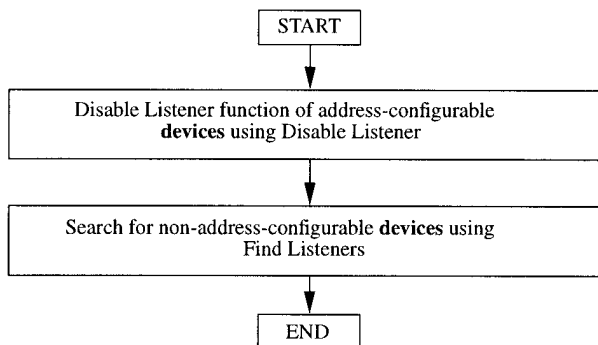 START
Disable Listener function of address-configurable
devices using Disable Listener
Search for non-address-configurable devices using
Find Listeners
END